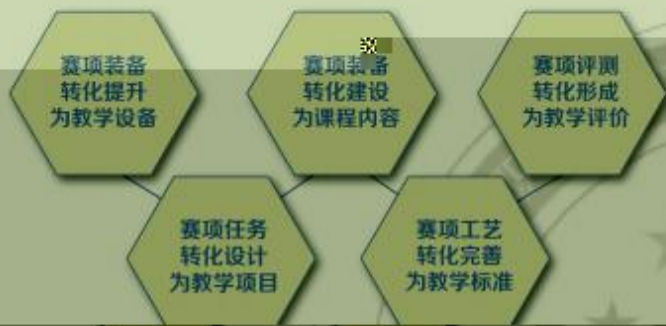 赛项装备
转化提升
为教学设备
赛项装备
转化建设
为课程内容
赛项评测
转化形成
为教学评价
赛项任务
转化设计
为教学项目
赛项工艺
转化完善
为教学标准